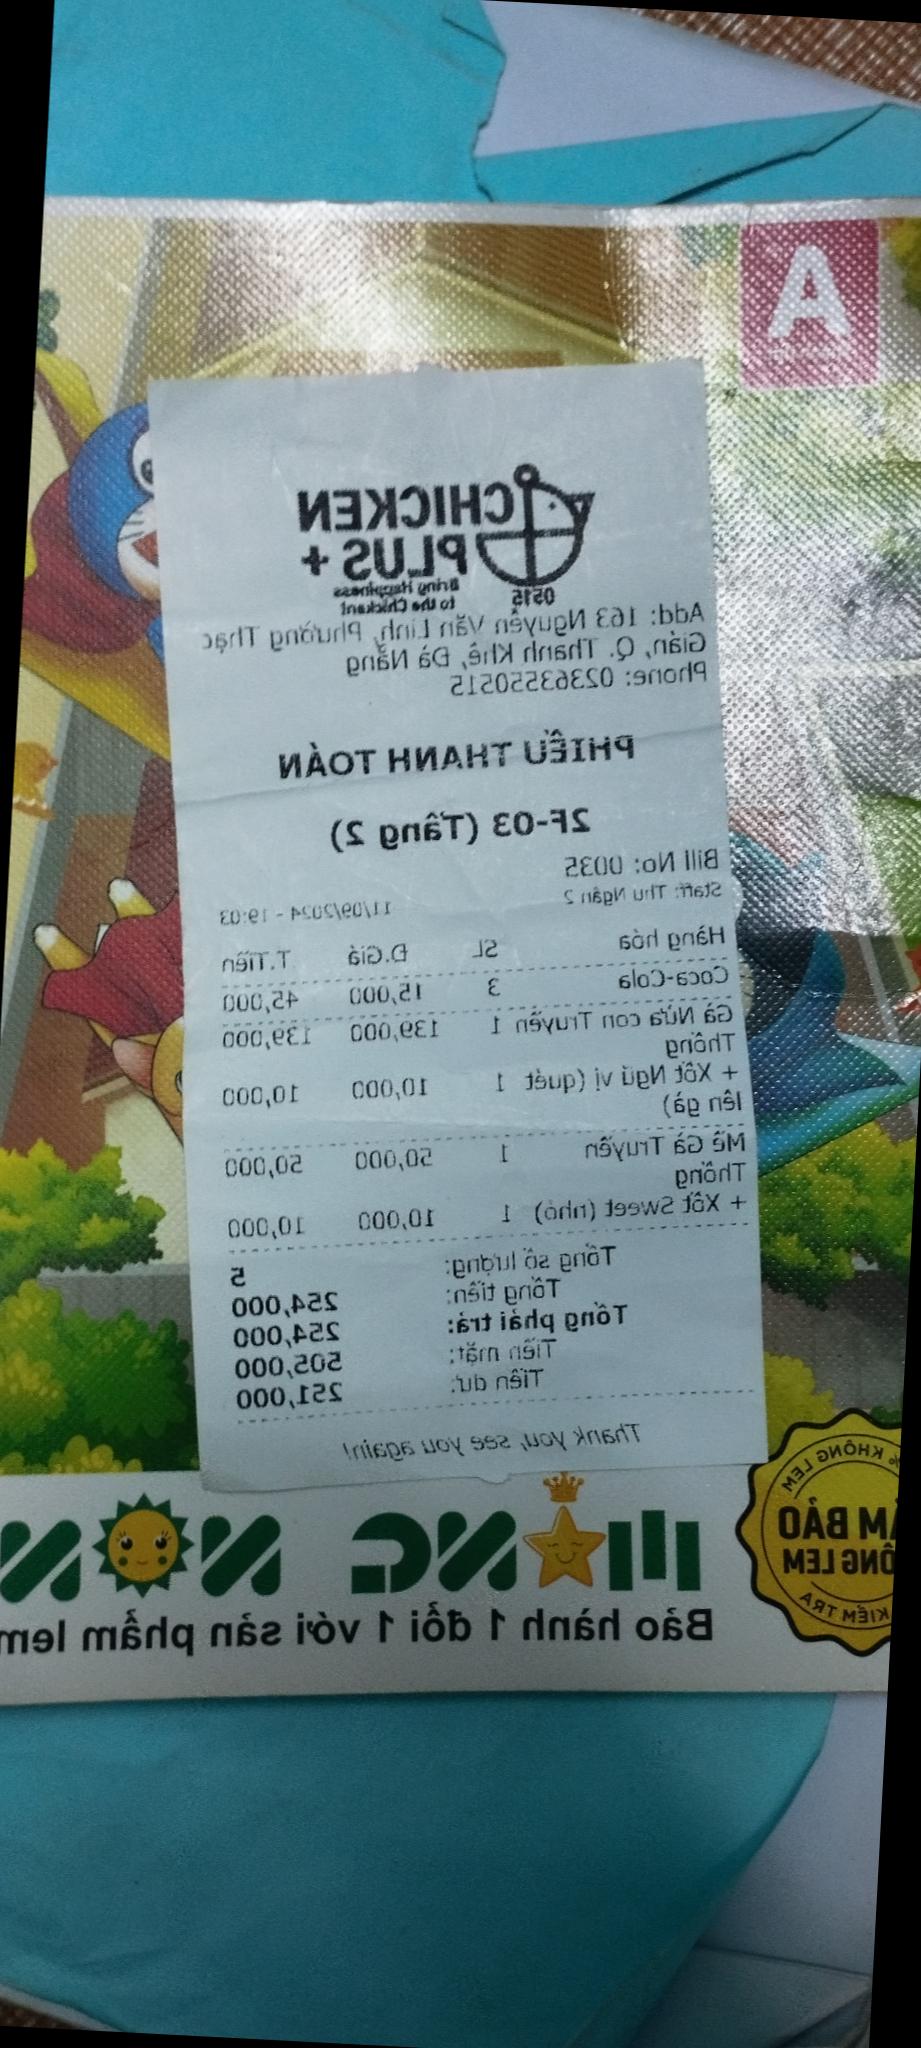 A
CHICKEN
PLUS +
Bring Happiness
to the Chickant
0515
Add: 163 Nguyễn Văn Linh, Phường Thạc
Gián, Q. Thanh Khê, Đà Nẵng
Phone: 02363550515
PHIẾU THANH TOÁN
2F-03 (Tầng 2)
Bill No: 0035
Staff: Thu Ngân 2 11/09/2024 - 19:03
Hàng hóa SL Đ.Giá T.Tiền
Coca-Cola 3 15,000 45,000
Gà Nửa con Truyền 1 139,000 139,000
Thống
+ Xốt Ngũ vị (quét 1 10,000 10,000
lên gà)
Mề Gà Truyền 1 50,000 50,000
Thống
+ Xốt Sweet (nhỏ) 1 10,000 10,000
Tổng số lượng: 5
Tổng tiền: 254,000
Tổng phải trả: 254,000
Tiền mặt: 505,000
Tiền dư: 251,000
Thank you, see you again!
% KHÔNG LEM
ẢM BẢO
ÔNG LEM
KIỂM TRA
Bảo hành 1 đổi 1 với sản phẩm lem